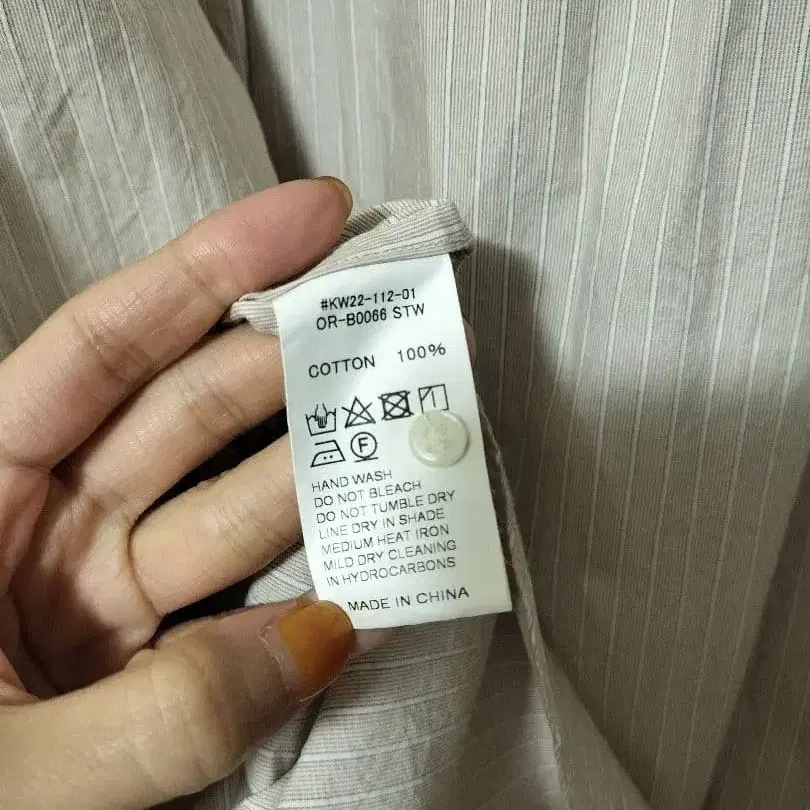 #KW22-112-01
OR-B0066 STW
COTTON 100%
F
HAND WASH
DO NOT BLEACH
DO NOT TUMBLE DRY
LINE DRY IN SHADE
MEDIUM HEAT IRON
MILD DRY CLEANING
IN HYDROCARBONS
MADE IN CHINA